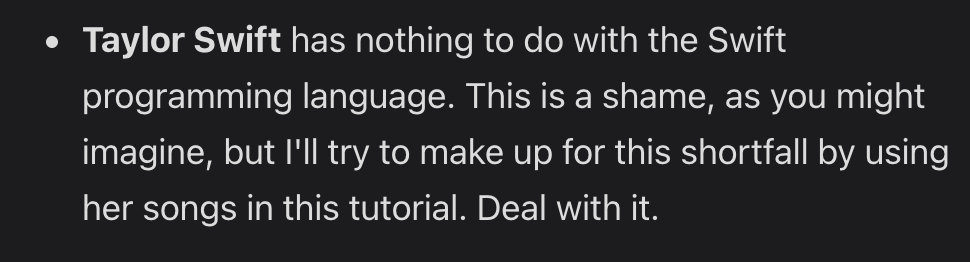 • Taylor Swift has nothing to do with the Swift
programming language. This is a shame, as you might
imagine, but I'll try to make up for this shortfall by using
her songs in this tutorial. Deal with it.